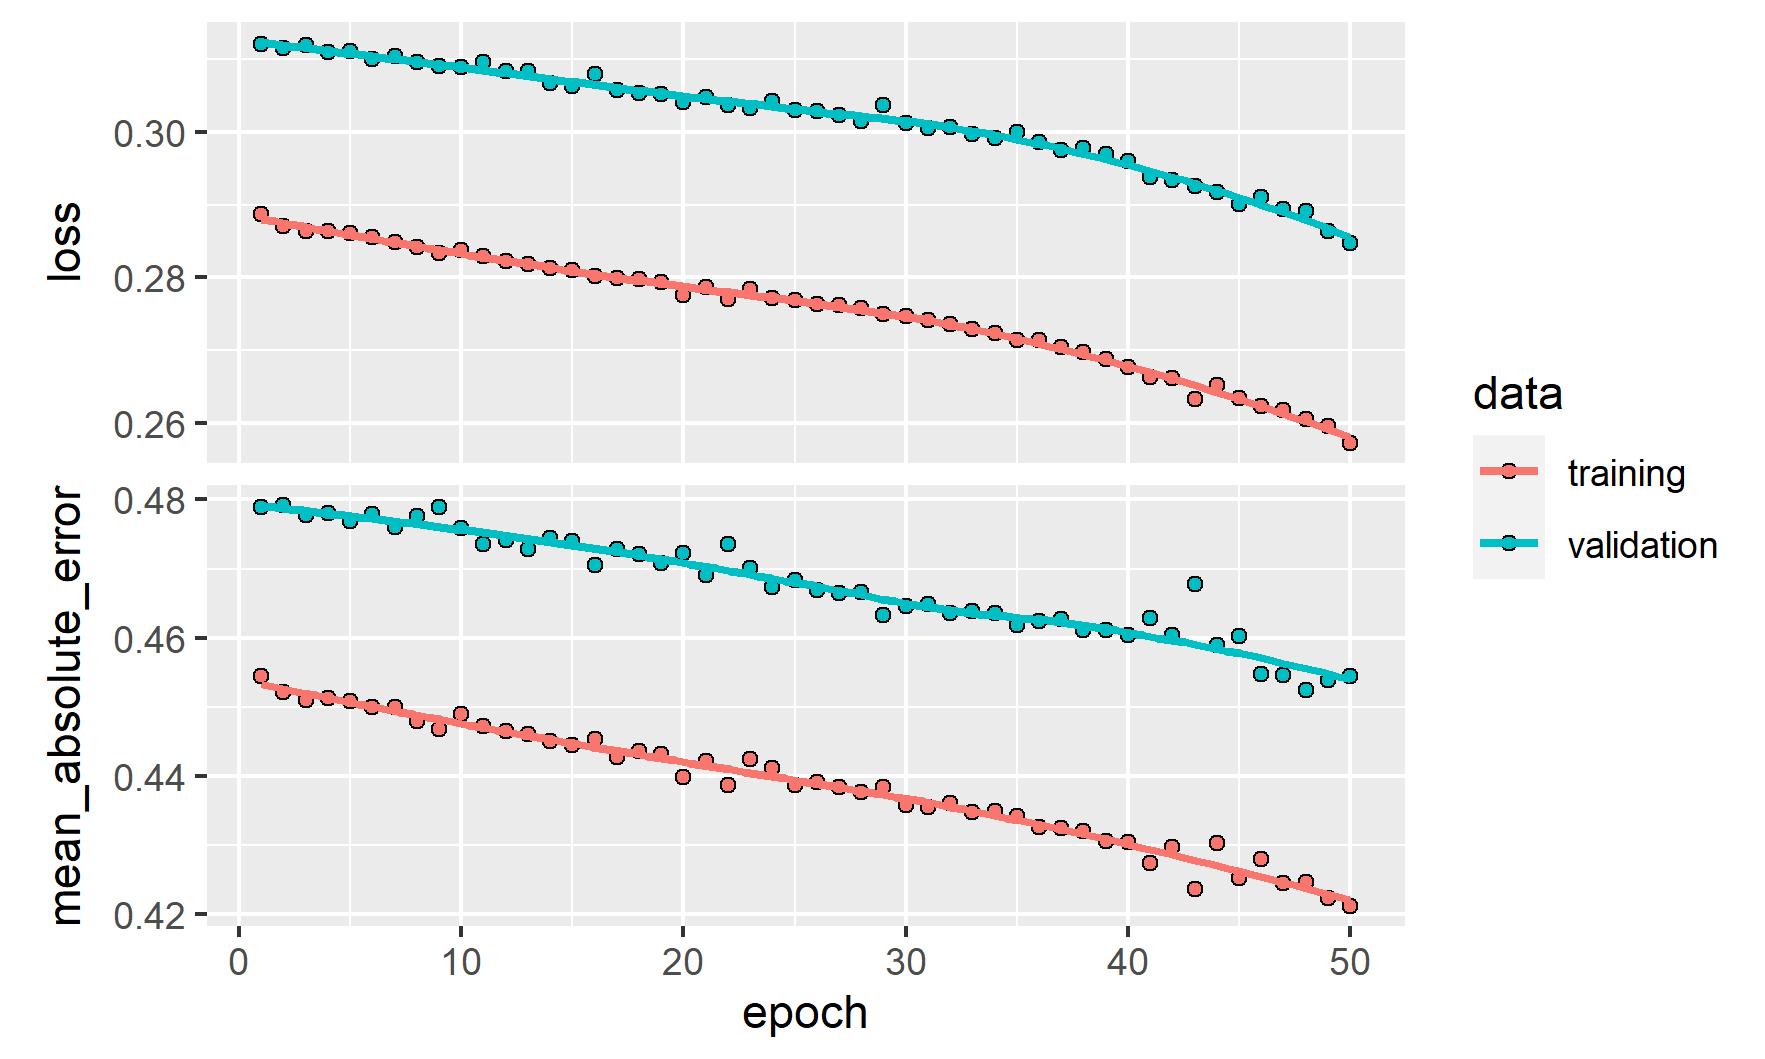 loss
0.30
0.28
0.26
mean_absolute_error
0.48
0.46
0.44
0.42
0 10 20 30 40 50
epoch
data
training
validation